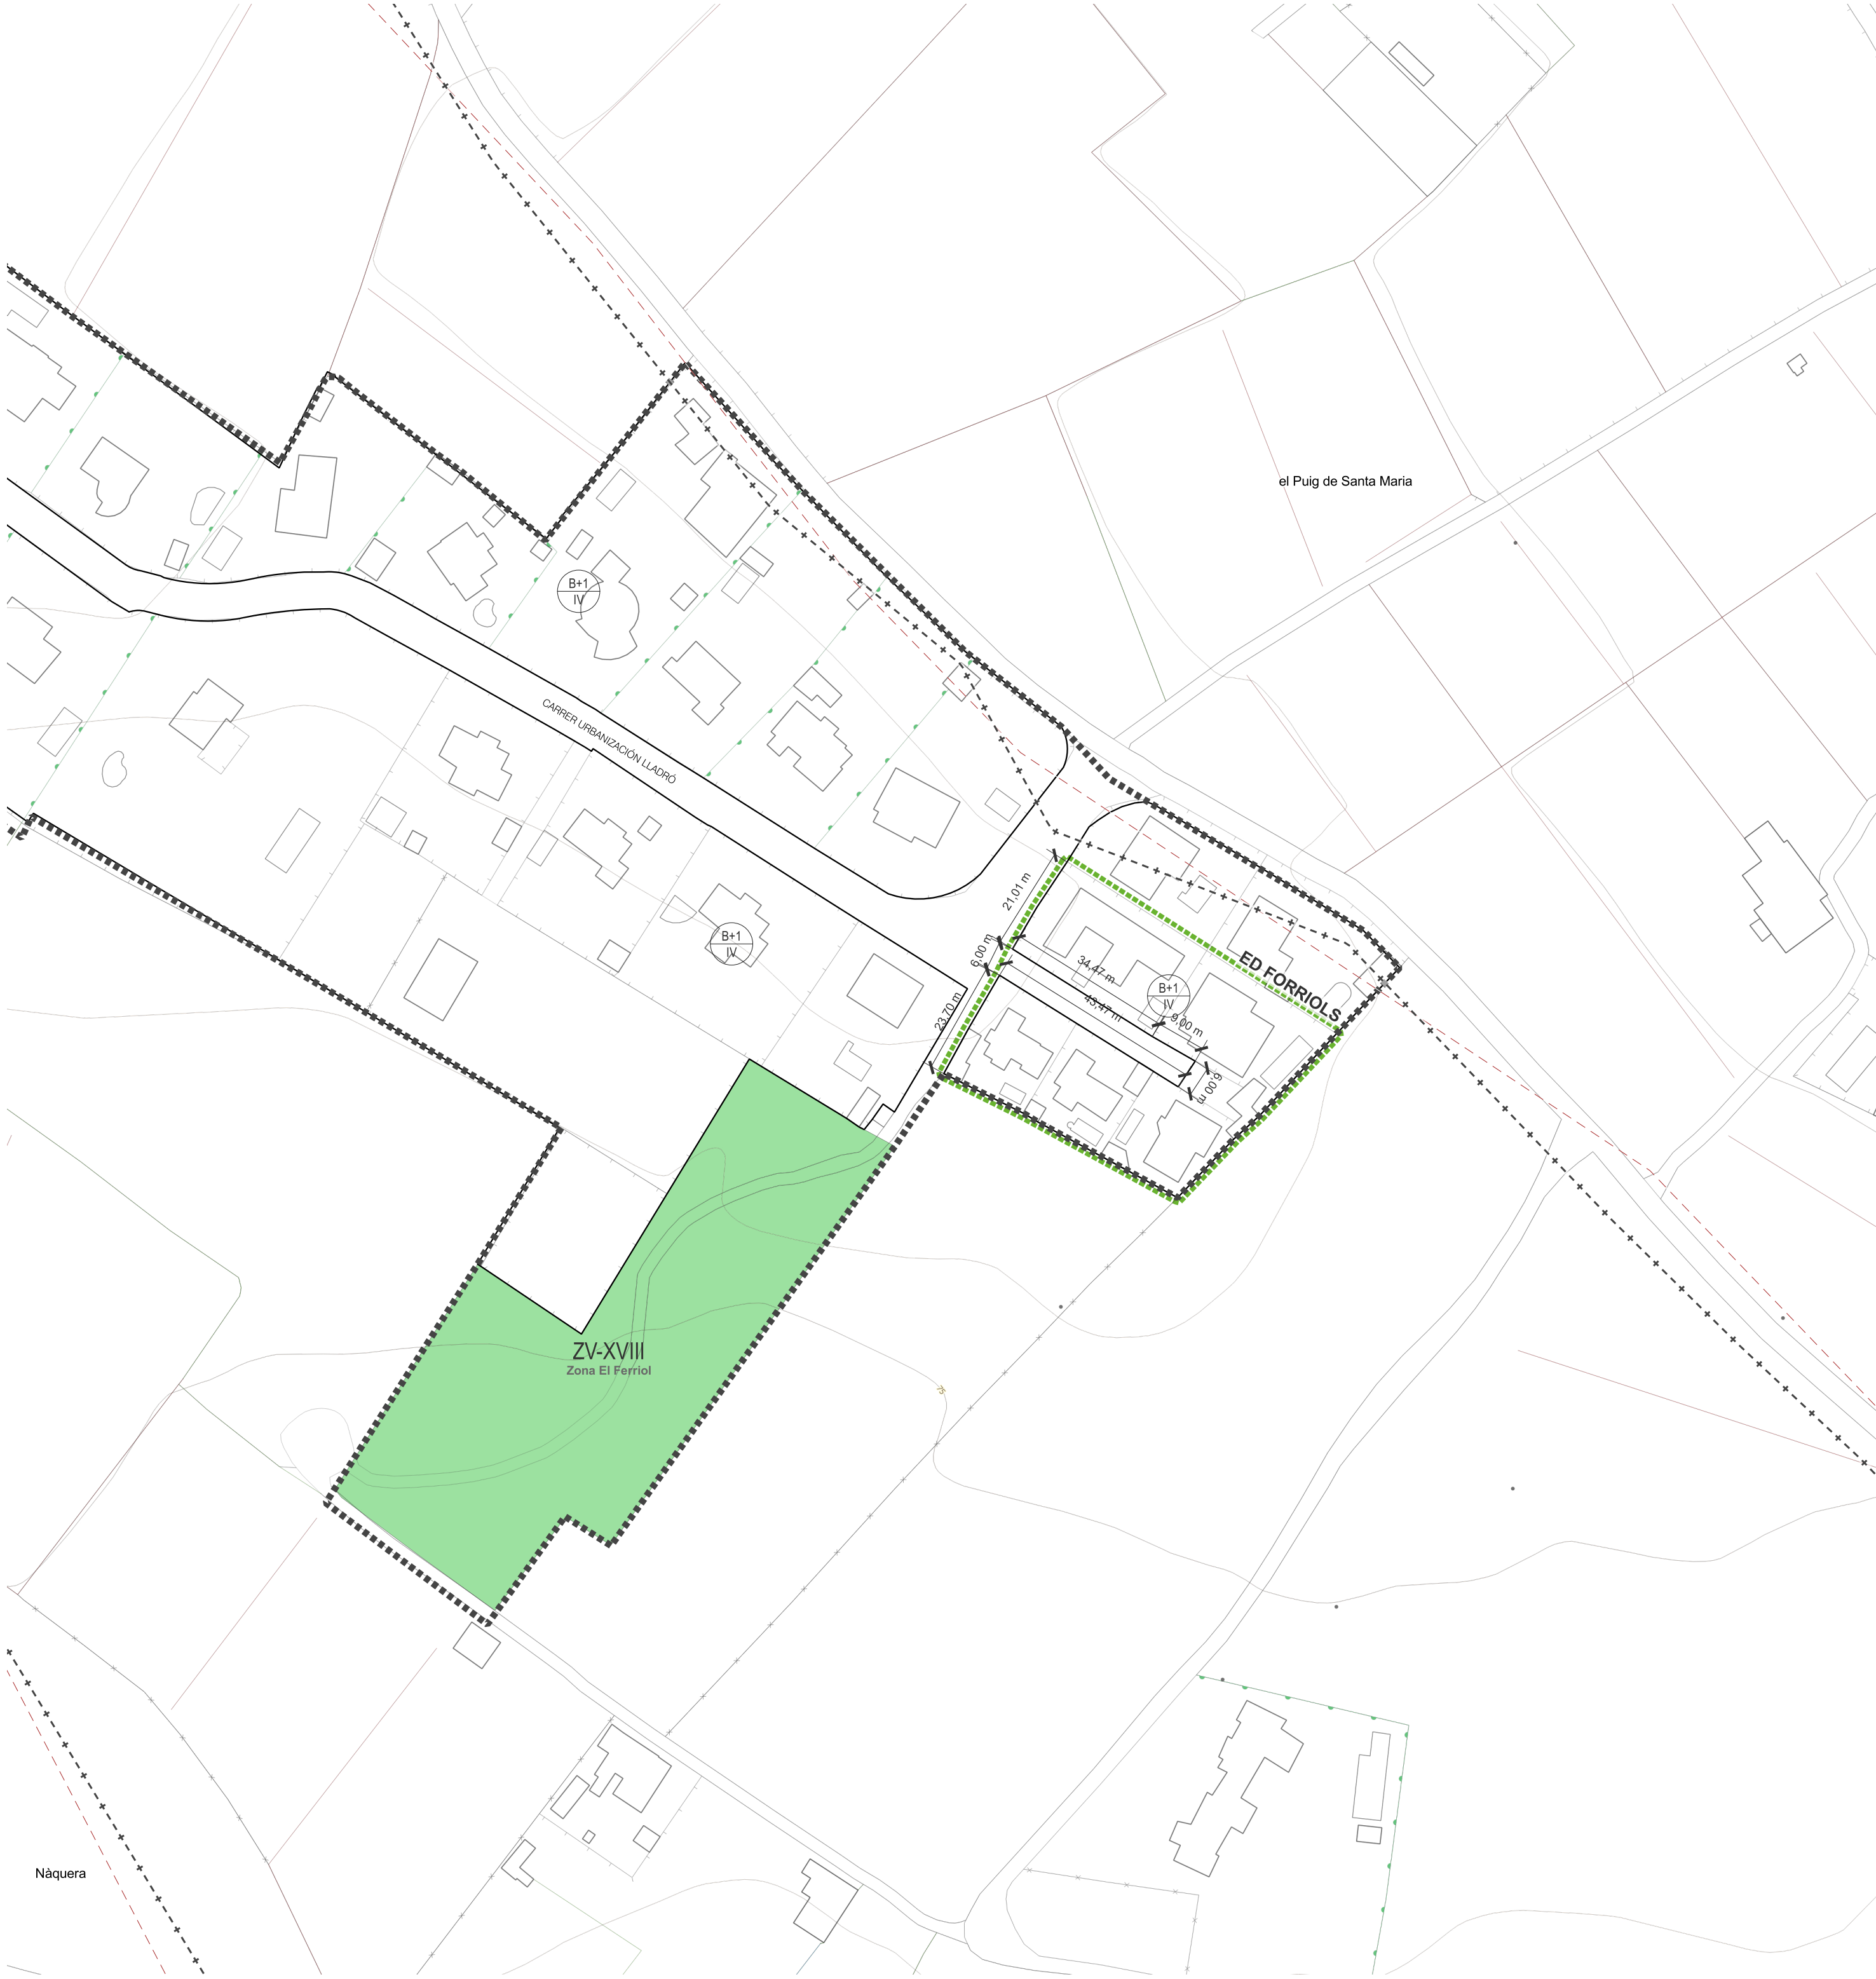 el Puig de Santa Maria
B+1
IV
CARRER URBANIZACIÓN LLADRÓ
21,01 m
6,00 m
23,70 m
34,47 m
43,47 m
9,00 m
6,00 m
B+1
IV
ED FORRIOLS
B+1
IV
ZV-XVIII
Zona El Ferriol
75
Nàquera